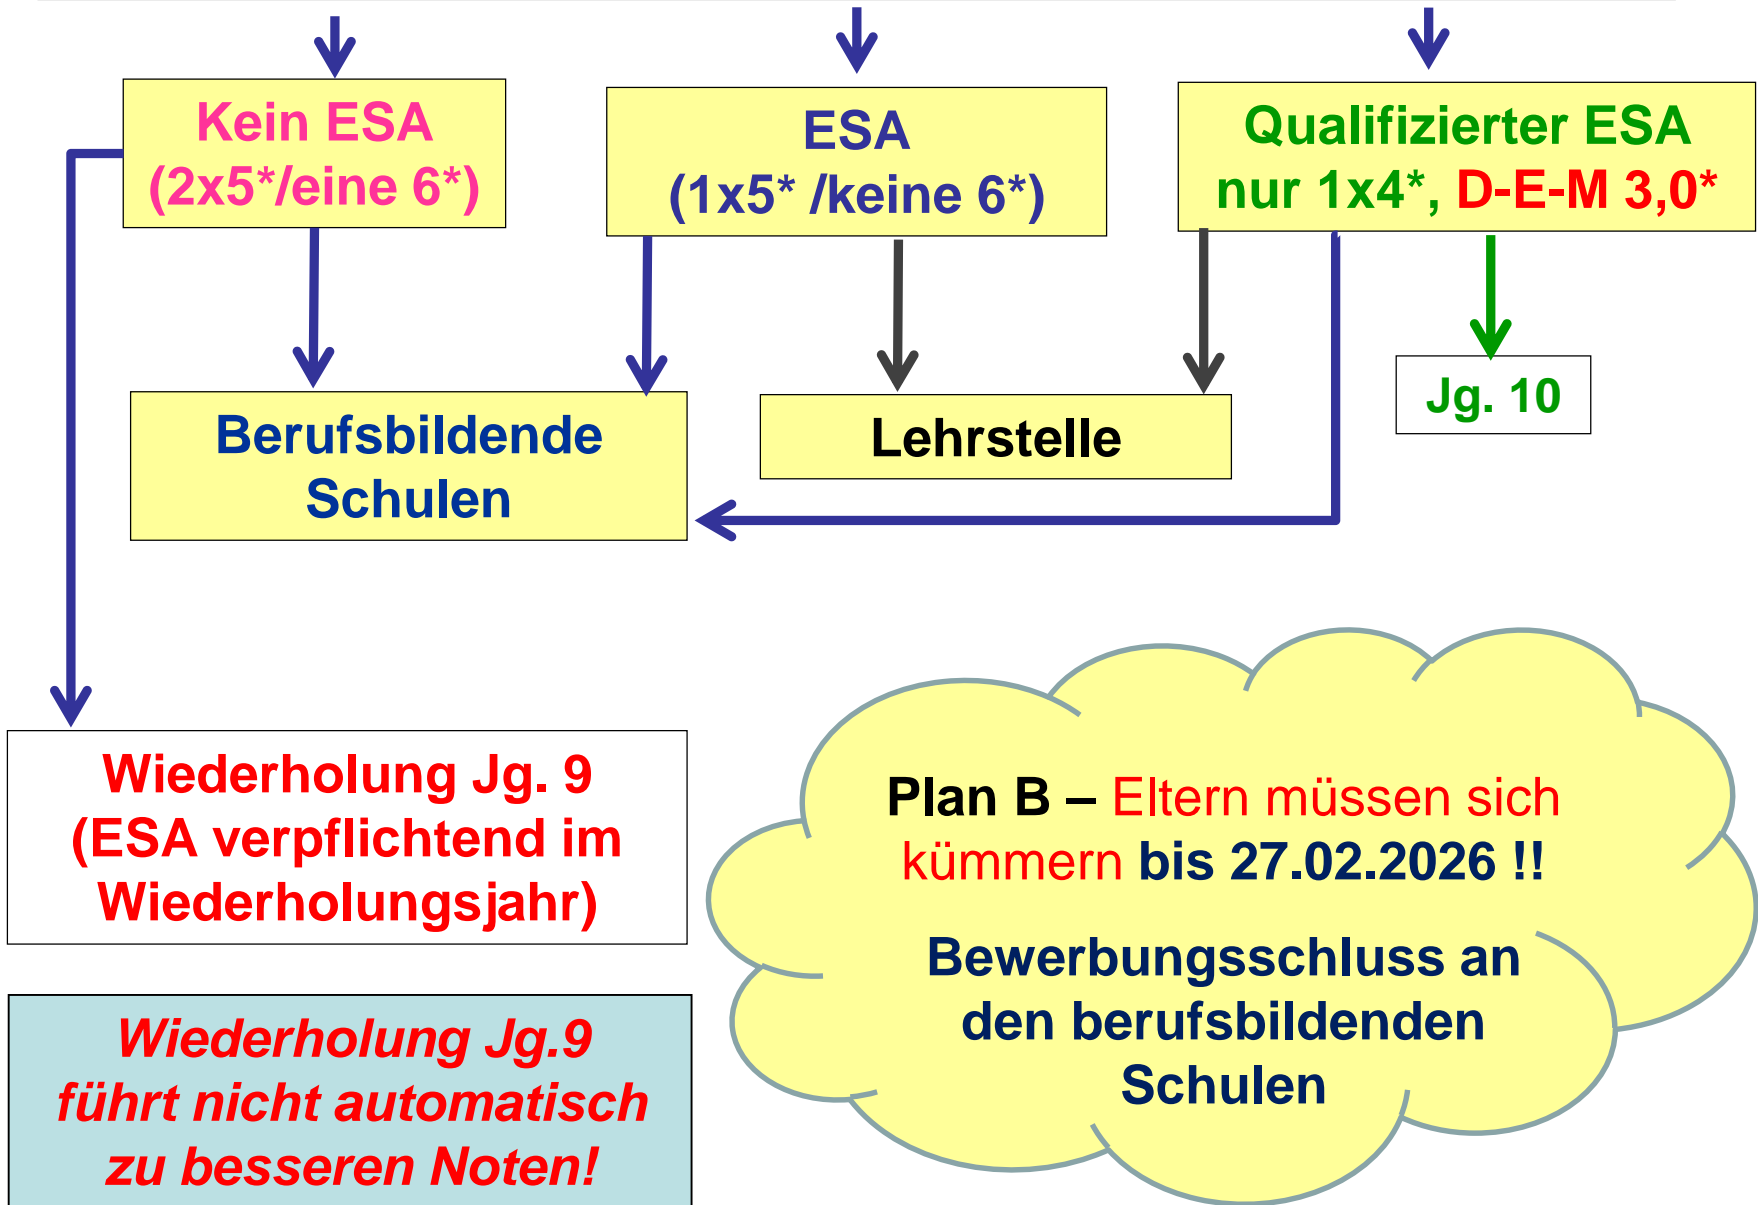 Kein ESA
(2x5*/eine 6*)
ESA
(1x5* /keine 6*)
Qualifizierter ESA
nur 1x4*, D-E-M 3,0*
Jg. 10
Berufsbildende
Schulen
Lehrstelle
Wiederholung Jg. 9
(ESA verpflichtend im
Wiederholungsjahr)
Plan B – Eltern müssen sich
kümmern bis 27.02.2026 !!
Bewerbungsschluss an
den berufsbildenden
Schulen
Wiederholung Jg.9
führt nicht automatisch
zu besseren Noten!